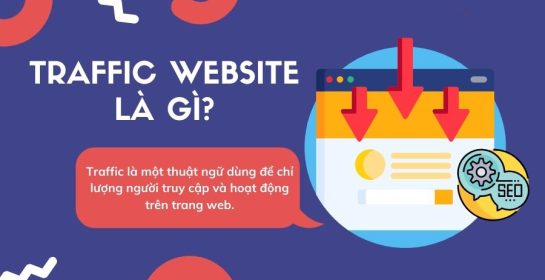 TRAFFIC WEBSITE
LÀ GÌ?
Traffic là một thuật ngữ dùng để chỉ
lượng người truy cập và hoạt động
trên trang web.
SEO